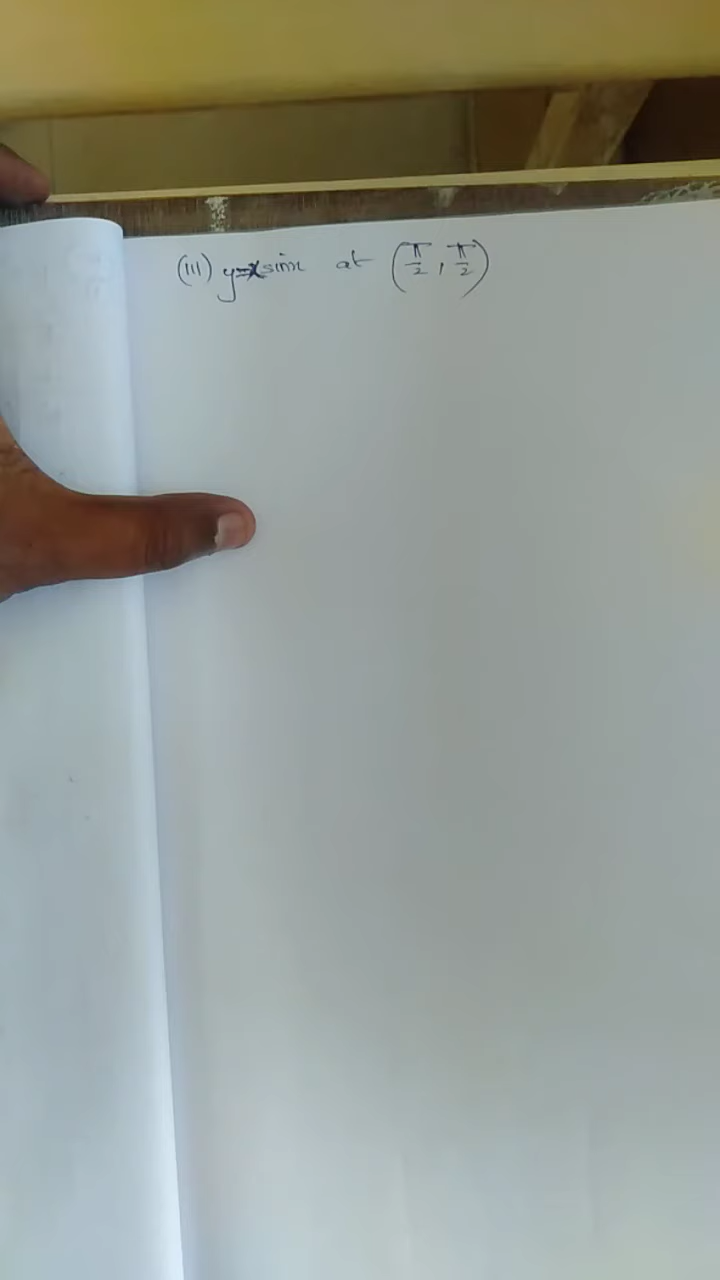 (iii) y=x sinx at (π/2, π/2)